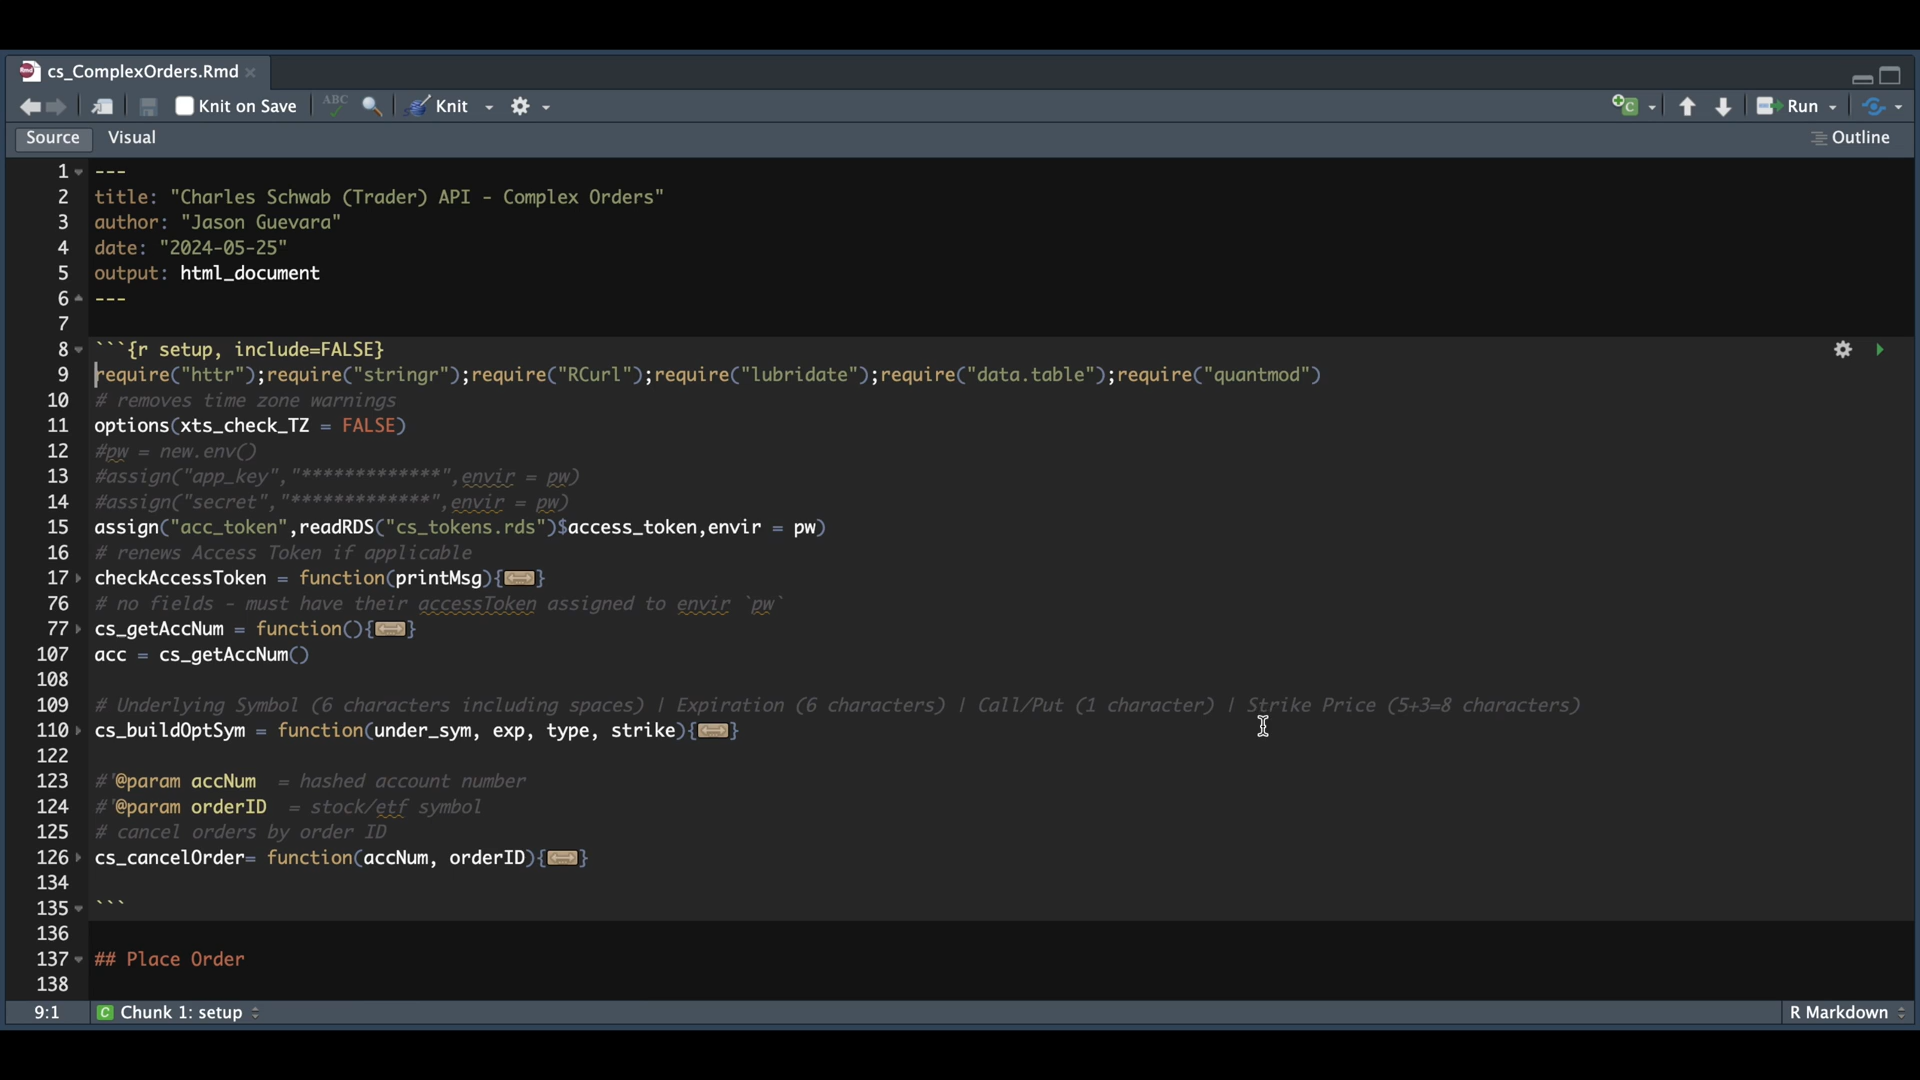 cs_ComplexOrders.Rmd
Knit on Save ABC Knit Run
Source Visual Outline
1 ---
2 title: "Charles Schwab (Trader) API - Complex Orders"
3 author: "Jason Guevara"
4 date: "2024-05-25"
5 output: html_document
6 ---
7
8 ```{r setup, include=FALSE}
9 require("httr");require("stringr");require("RCurl");require("lubridate");require("data.table");require("quantmod")
10 # removes time zone warnings
11 options(xts_check_TZ = FALSE)
12 #pw = new.env()
13 #assign("app_key","*************",envir = pw)
14 #assign("secret","*************",envir = pw)
15 assign("acc_token",readRDS("cs_tokens.rds")$access_token,envir = pw)
16 # renews Access Token if applicable
17 checkAccessToken = function(printMsg){}
76 # no fields - must have their accessToken assigned to envir `pw`
77 cs_getAccNum = function(){}
107 acc = cs_getAccNum()
108
109 # Underlying Symbol (6 characters including spaces) | Expiration (6 characters) | Call/Put (1 character) | Strike Price (5+3=8 characters)
110 cs_buildOptSym = function(under_sym, exp, type, strike){}
122
123 #'@param accNum  = hashed account number
124 #'@param orderID  = stock/etf symbol
125 # cancel orders by order ID
126 cs_cancelOrder= function(accNum, orderID){}
134
135 ```
136
137 ## Place Order
138
9:1 C Chunk 1: setup R Markdown